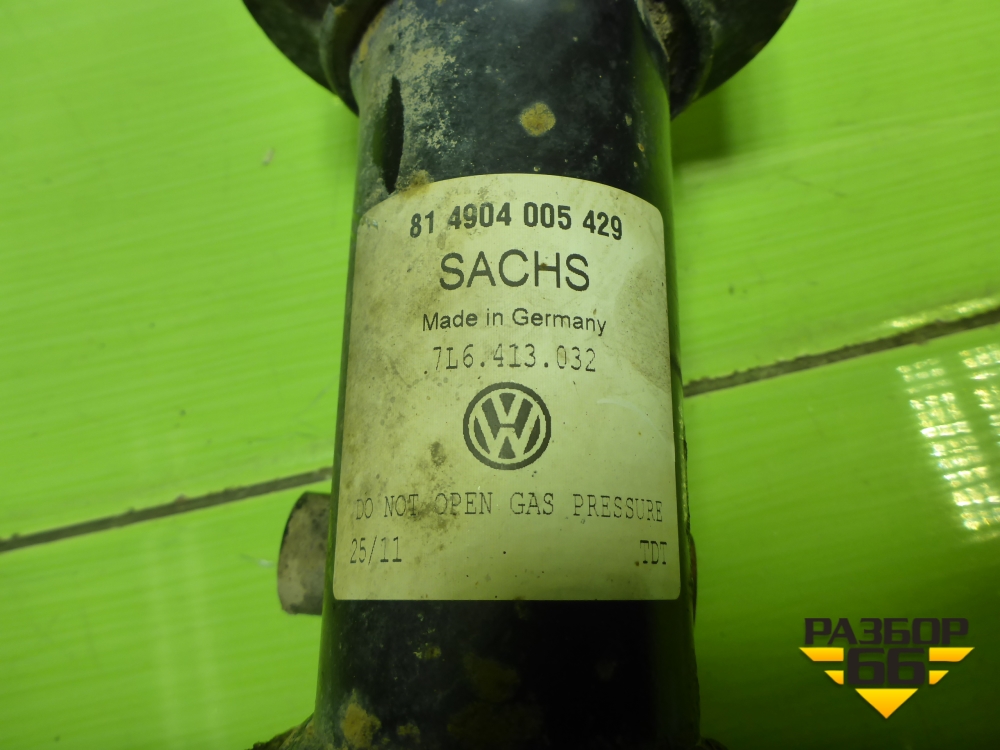 81 4904 005 429
SACHS
Made in Germany
.7L6.413.032
VW
DO NOT OPEN GAS PRESSURE
25/11 TDT
РАЗБОР
66